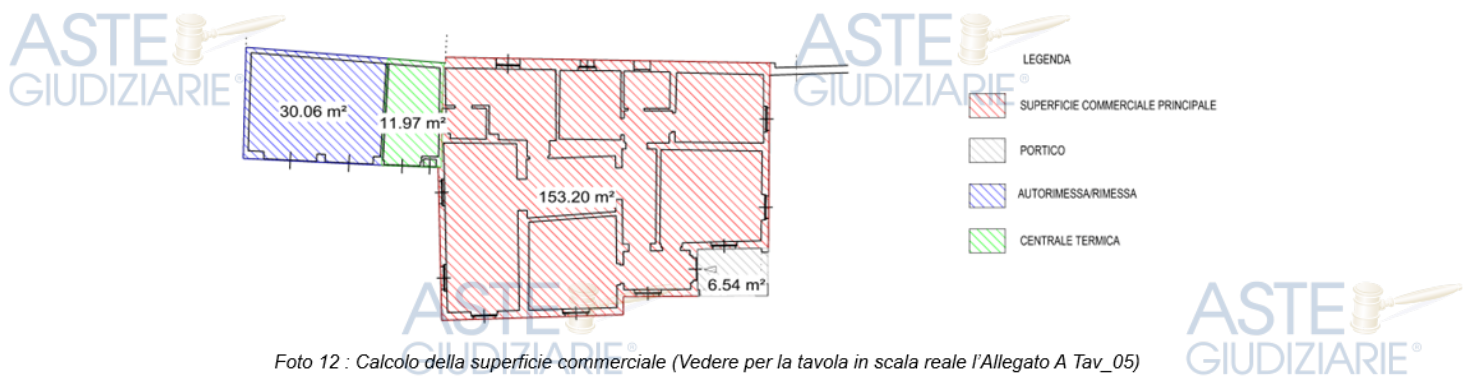 ASTE
GIUDIZIARIE®
ASTE
GIUDIZIARIE
LEGENDA
SUPERFICIE COMMERCIALE PRINCIPALE
PORTICO
AUTORIMESSA/RIMESSA
CENTRALE TERMICA
30.06 m²
11.97 m²
153.20 m²
6.54 m²
ASTE
GIUDIZIARIE®
ASTE
GIUDIZIARIE®
Foto 12 : Calcolo della superficie commerciale (Vedere per la tavola in scala reale l'Allegato A Tav_05)